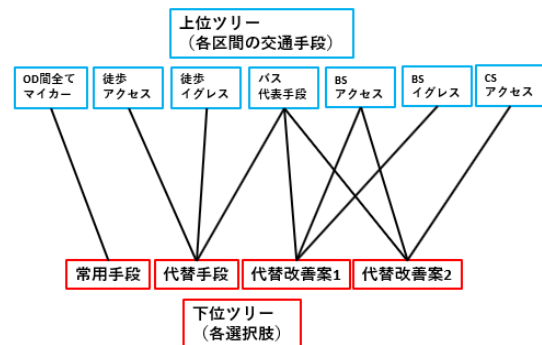 上位ツリー
（各区間の交通手段）
OD間全て
マイカー
徒歩
アクセス
徒歩
イグレス
バス
代表手段
BS
アクセス
BS
イグレス
CS
アクセス
常用手段
代替手段
代替改善案1
代替改善案2
下位ツリー
（各選択肢）